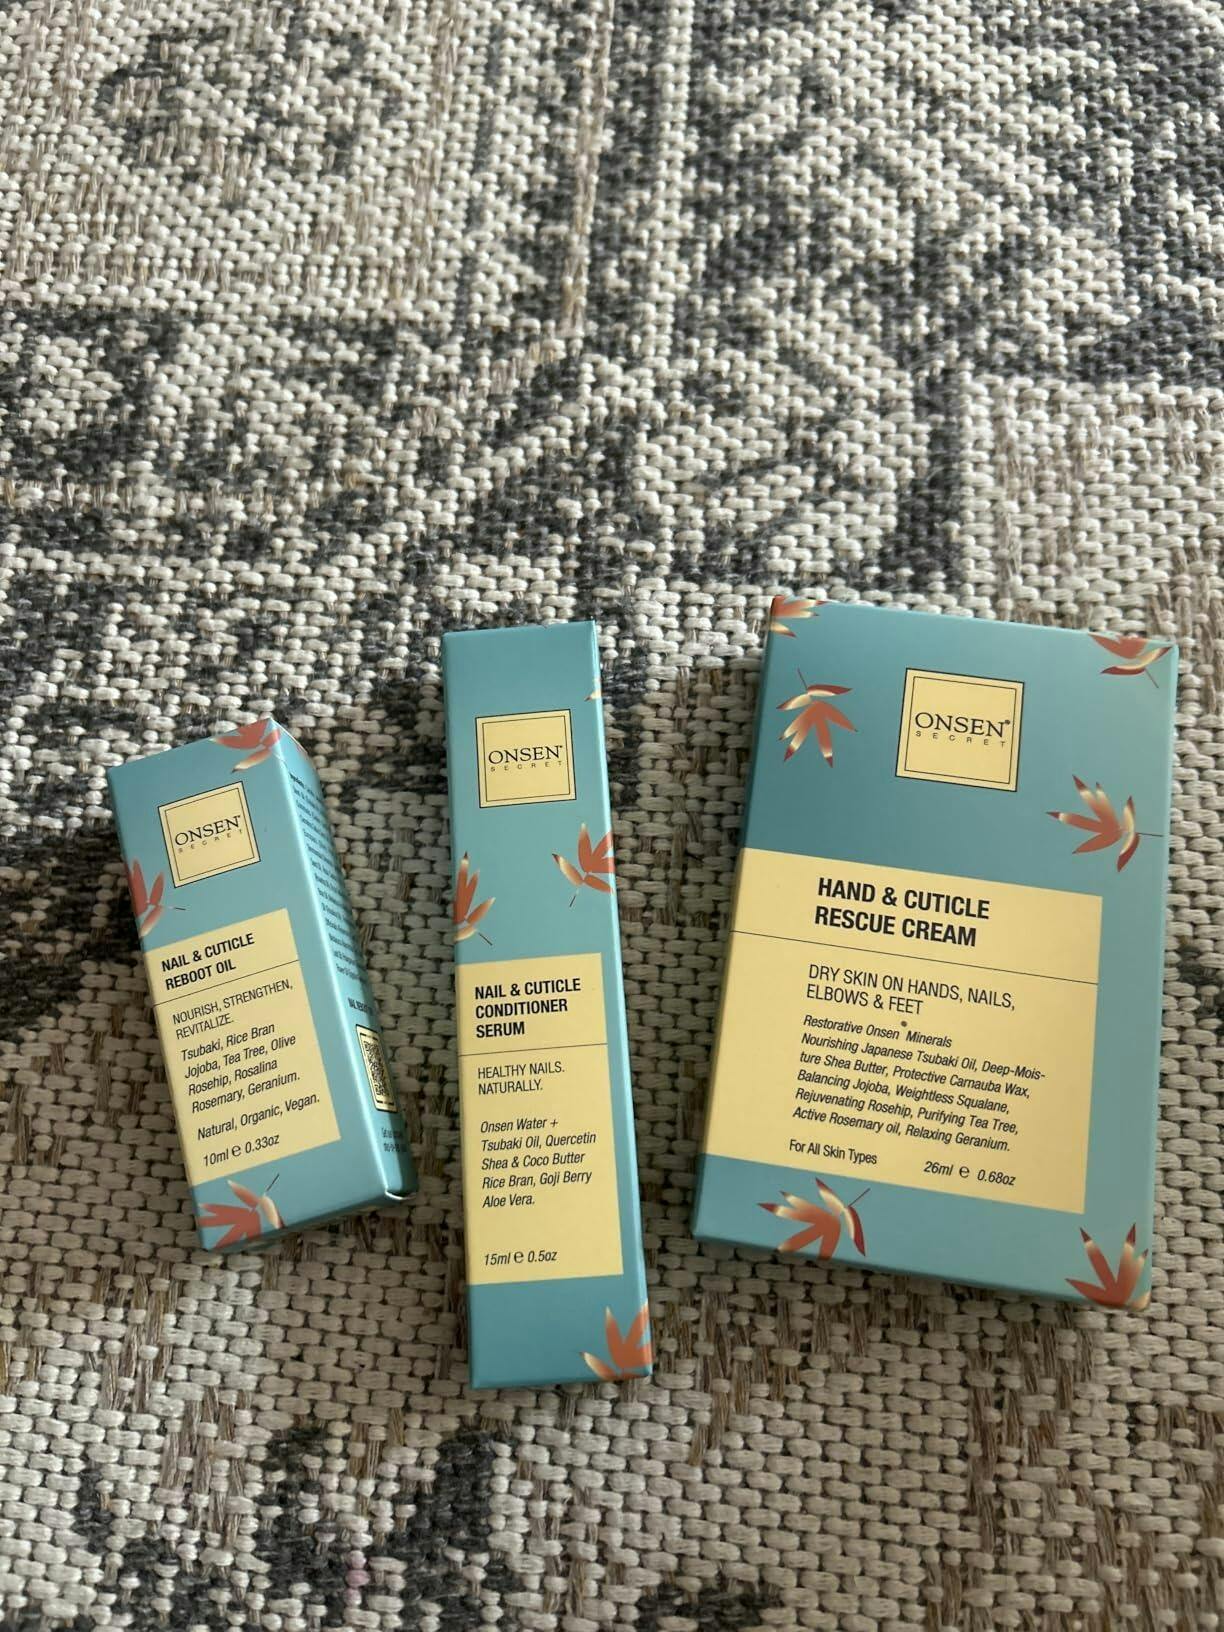 ONSEN®
SECRET
NAIL & CUTICLE
REBOOT OIL
NOURISH, STRENGTHEN,
REVITALIZE.
Tsubaki, Rice Bran
Jojoba, Tea Tree, Olive
Rosehip, Rosalina
Rosemary, Geranium.
Natural, Organic, Vegan.
10ml e 0.33oz
ONSEN®
SECRET
NAIL & CUTICLE
CONDITIONER
SERUM
HEALTHY NAILS.
NATURALLY.
Onsen Water +
Tsubaki Oil, Quercetin
Shea & Coco Butter
Rice Bran, Goji Berry
Aloe Vera.
15ml e 0.5oz
ONSEN®
SECRET
HAND & CUTICLE
RESCUE CREAM
DRY SKIN ON HANDS, NAILS,
ELBOWS & FEET
Restorative Onsen Minerals
Nourishing Japanese Tsubaki Oil, Deep-Mois-
ture Shea Butter, Protective Carnauba Wax,
Balancing Jojoba, Weightless Squalane,
Rejuvenating Rosehip, Purifying Tea Tree,
Active Rosemary oil, Relaxing Geranium.
For All Skin Types
26ml e 0.68oz